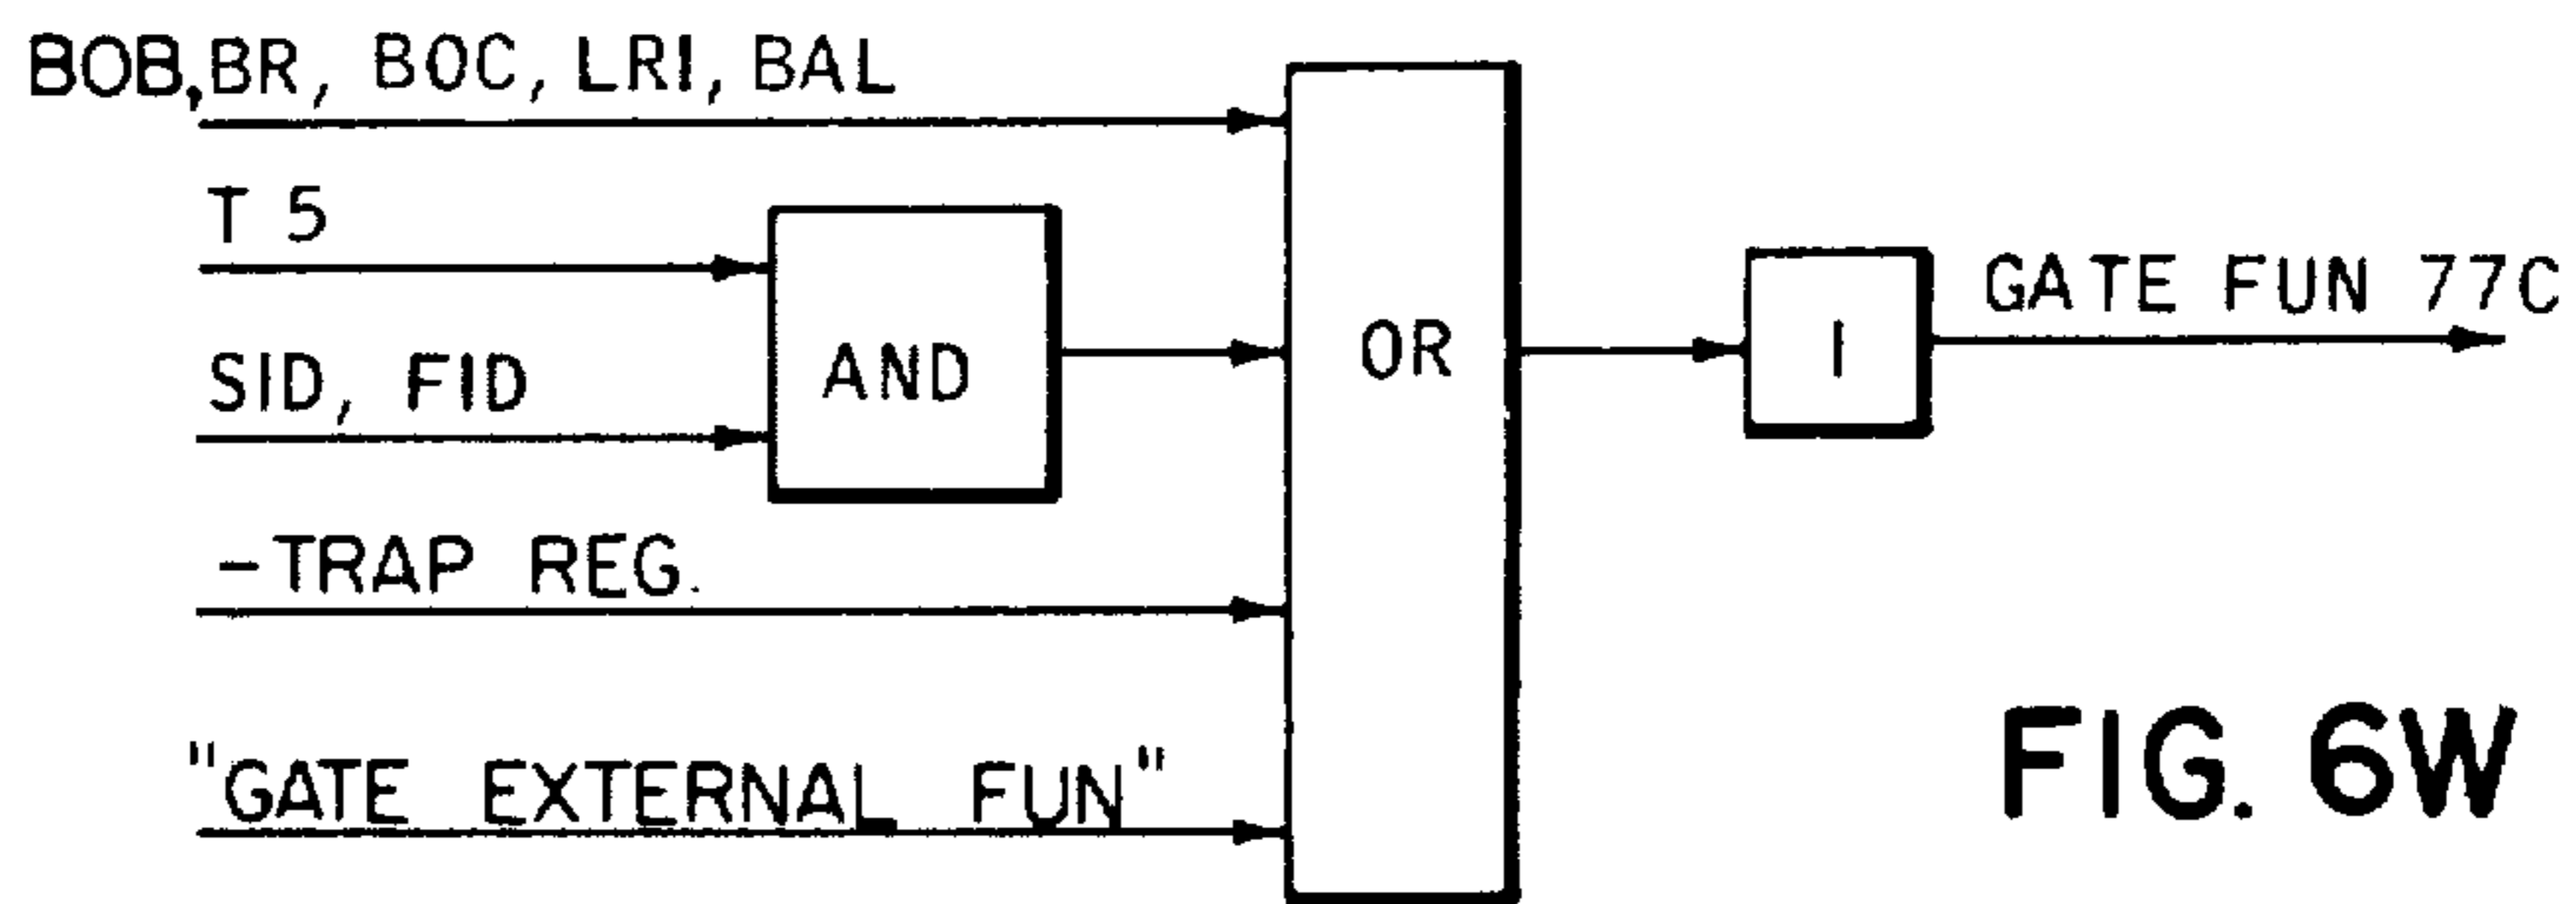 BOB, BR, BOC, LRI, BAL
T 5
SID, FID
AND
OR
I
GATE FUN 77C
-TRAP REG.
"GATE EXTERNAL FUN"
FIG. 6W